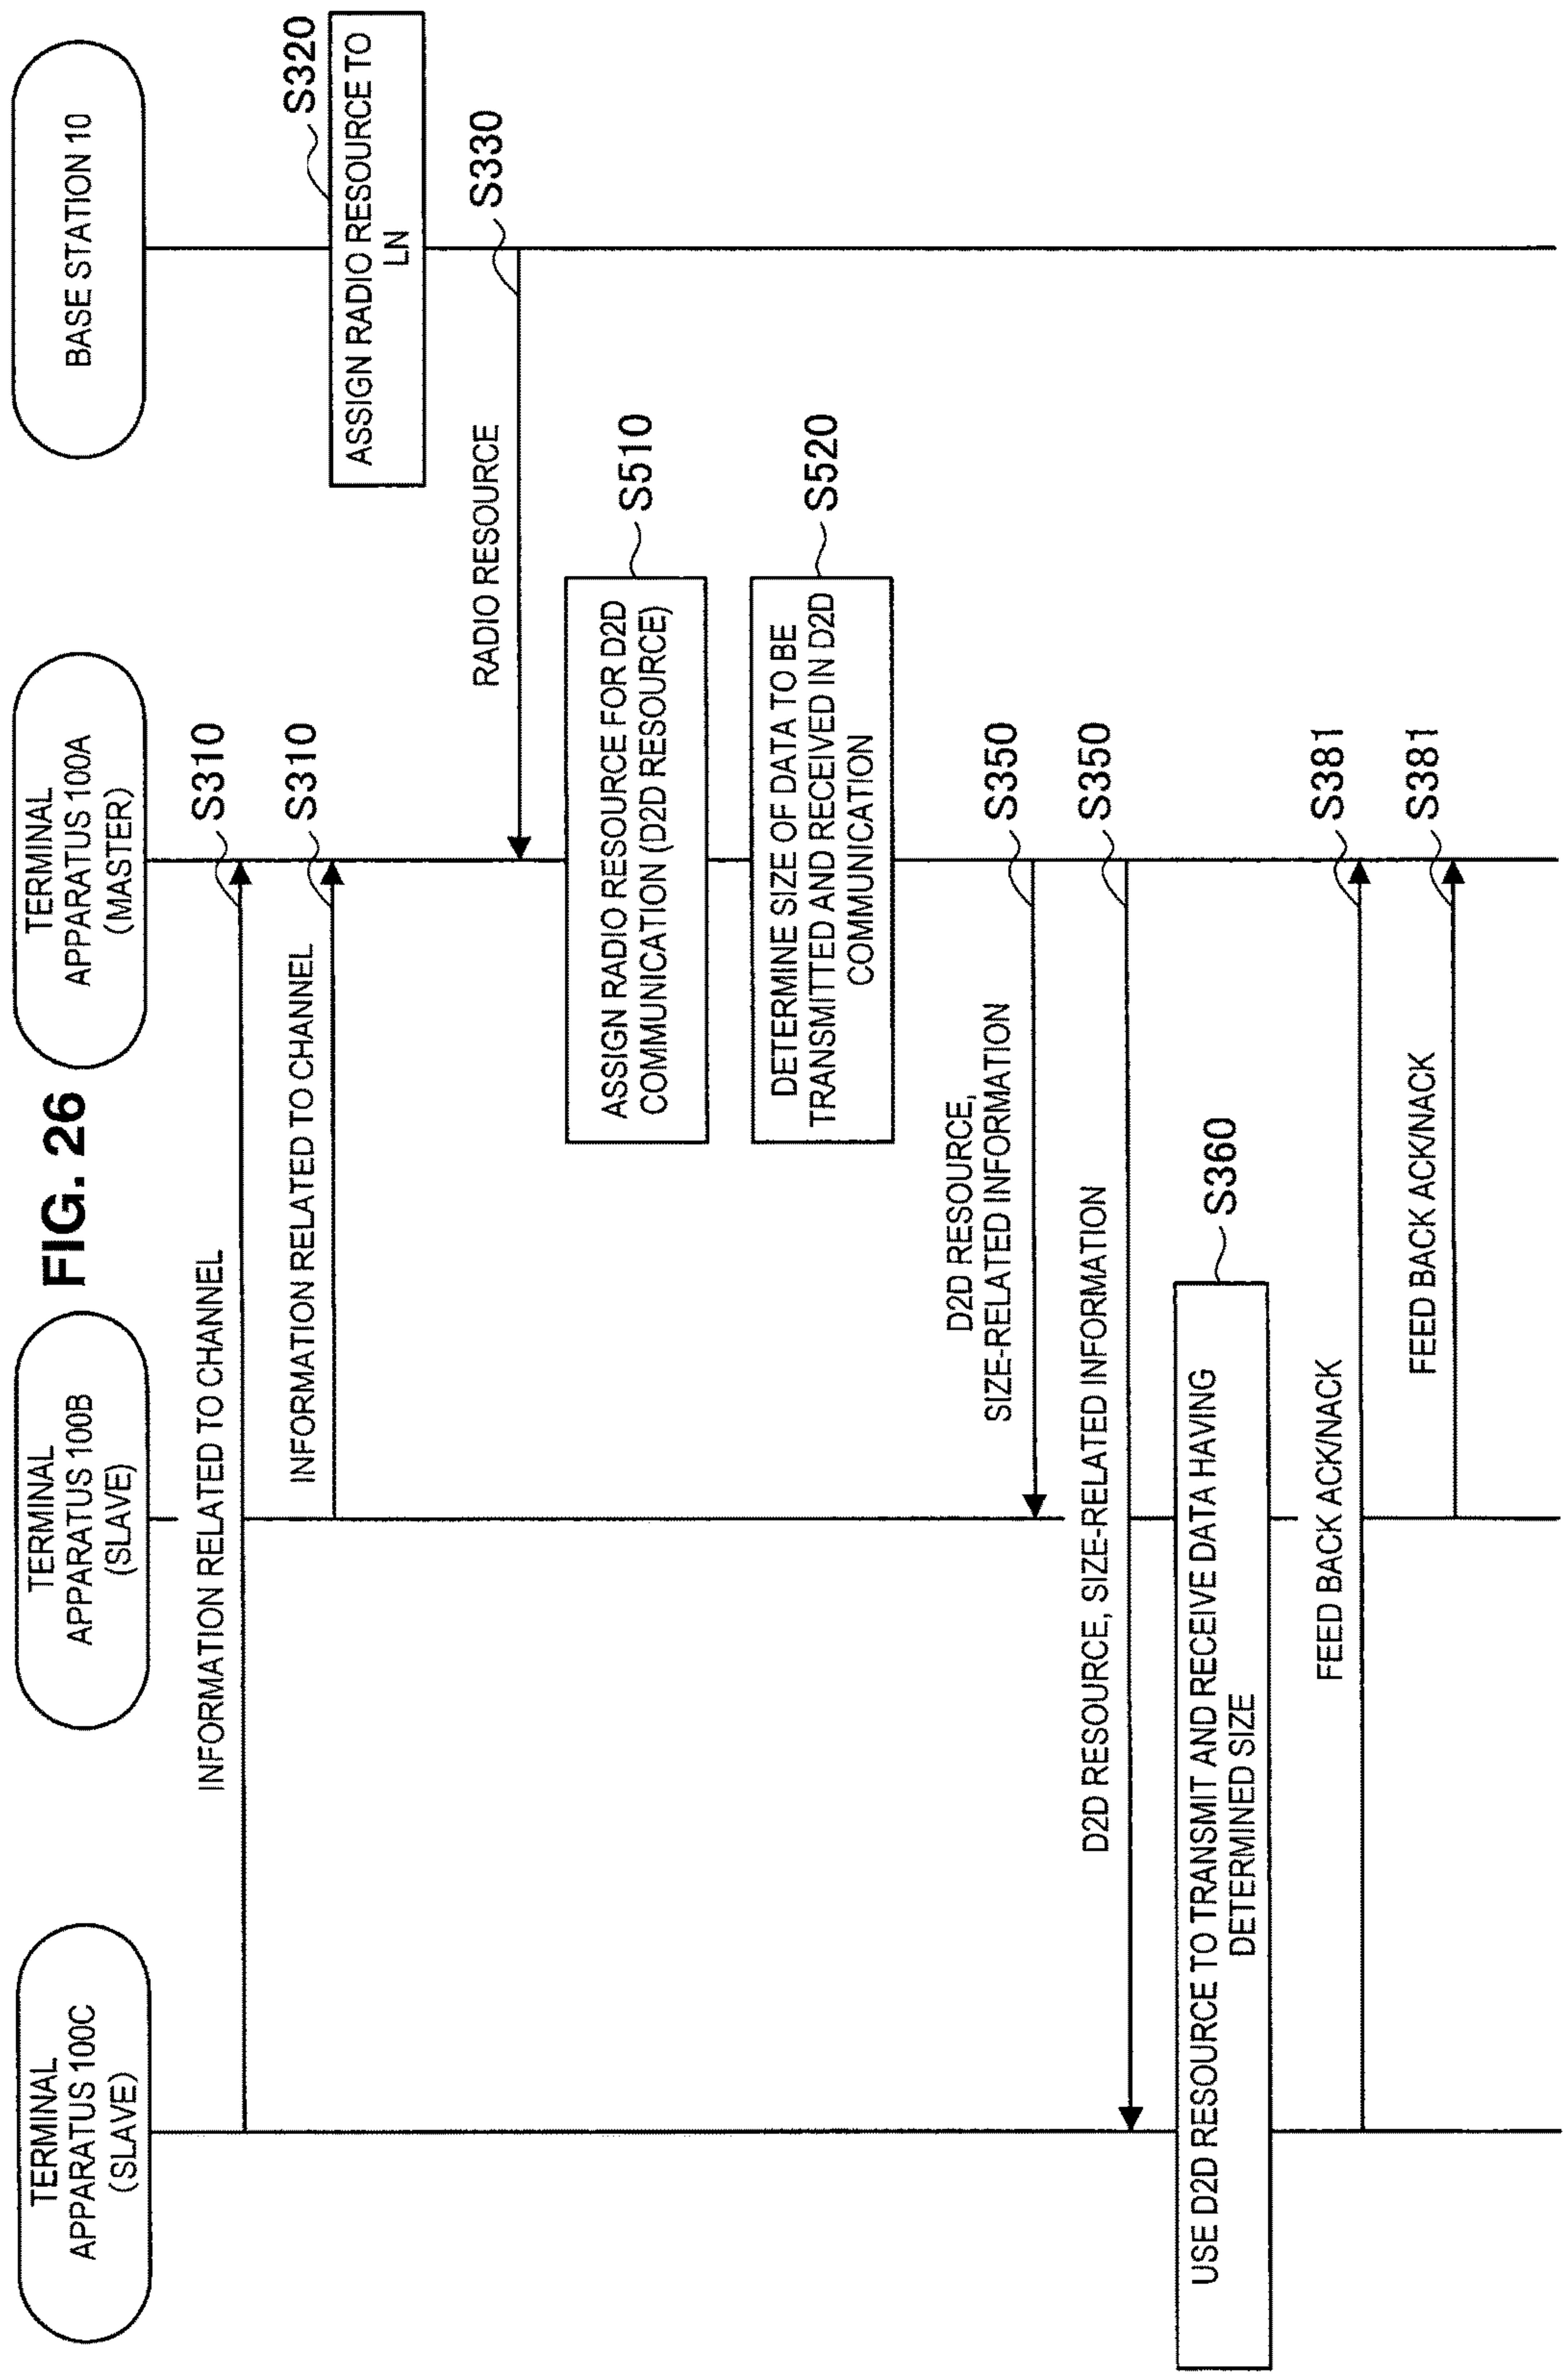 FIG. 26
TERMINAL
APPARATUS 100C
(SLAVE)
TERMINAL
APPARATUS 100B
(SLAVE)
TERMINAL
APPARATUS 100A
(MASTER)
BASE STATION 10
INFORMATION RELATED TO CHANNEL
S310
INFORMATION RELATED TO CHANNEL
S310
S320
ASSIGN RADIO RESOURCE TO
LN
RADIO RESOURCE
S330
ASSIGN RADIO RESOURCE FOR D2D
COMMUNICATION (D2D RESOURCE)
S510
DETERMINE SIZE OF DATA TO BE
TRANSMITTED AND RECEIVED IN D2D
COMMUNICATION
S520
D2D RESOURCE,
SIZE-RELATED INFORMATION
S350
D2D RESOURCE, SIZE-RELATED INFORMATION
S350
USE D2D RESOURCE TO TRANSMIT AND RECEIVE DATA HAVING
DETERMINED SIZE
S360
FEED BACK ACK/NACK
S381
FEED BACK ACK/NACK
S381